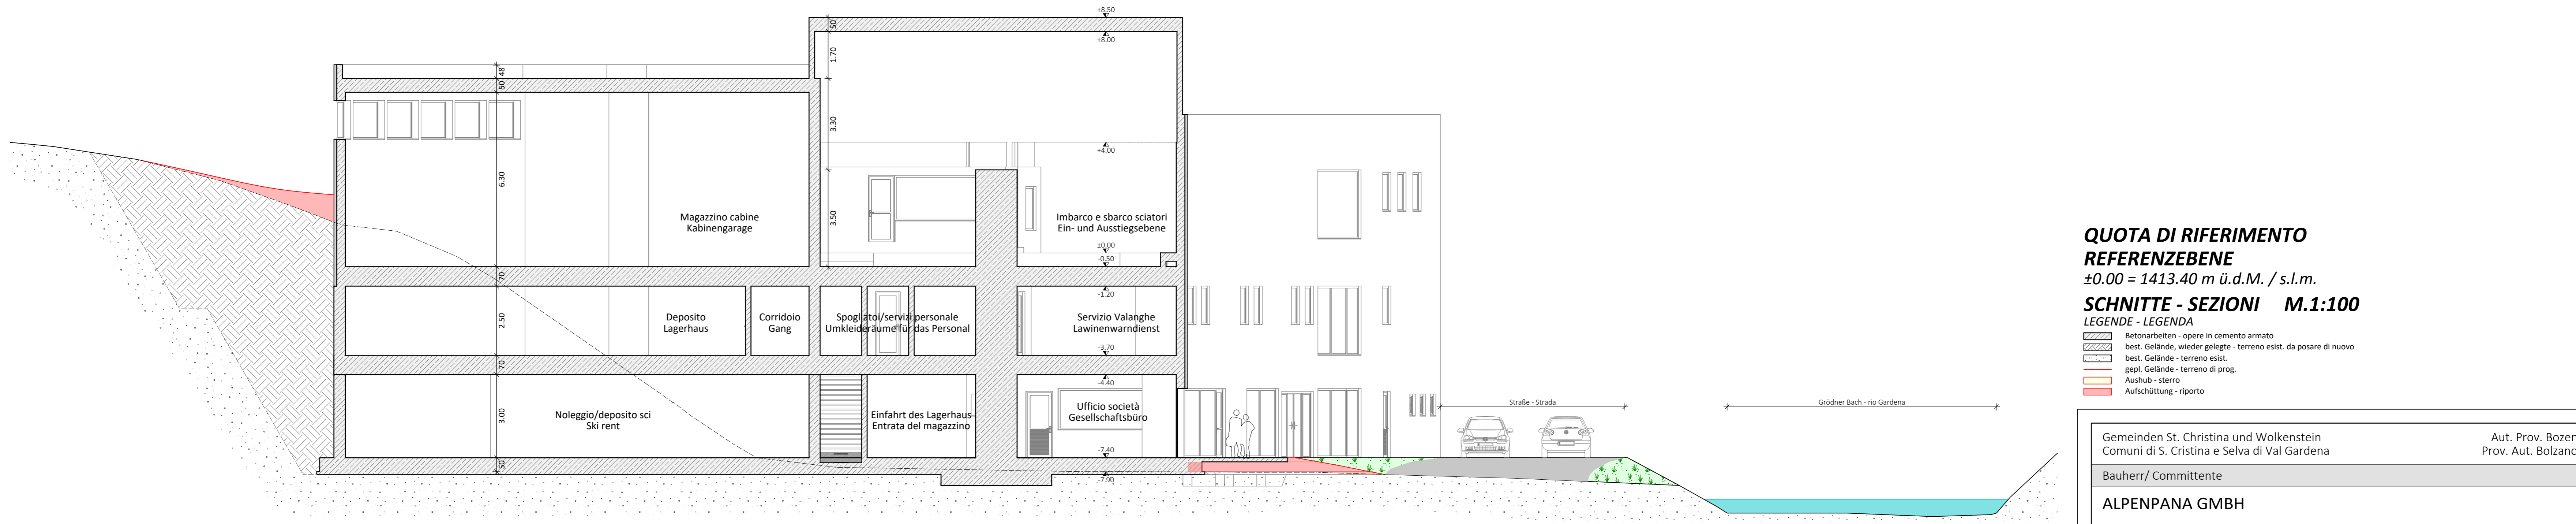 +8.50
50
+8.00
1.70
48
50
3.30
+4.00
6.30
3.50
Magazzino cabine
Kabinengarage
Imbarco e sbarco sciatori
Ein- und Ausstiegsebene
±0.00
-0.50
70
-1.20
2.50
Deposito
Lagerhaus
Corridoio
Gang
Spogliatoi/servizi personale
Umkleideräume für das Personal
Servizio Valanghe
Lawinenwarndienst
-3.70
70
-4.40
3.00
Noleggio/deposito sci
Ski rent
Einfahrt des Lagerhaus
Entrata del magazzino
Ufficio società
Gesellschaftsbüro
-7.40
50
-7.90
Straße - Strada
Grödner Bach - rio Gardena
QUOTA DI RIFERIMENTO
REFERENZEBENE
±0.00 = 1413.40 m ü.d.M. / s.l.m.
SCHNITTE - SEZIONI M.1:100
LEGENDE - LEGENDA
Betonarbeiten - opere in cemento armato
best. Gelände, wieder gelegte - terreno esist. da posare di nuovo
best. Gelände - terreno esist.
gepl. Gelände - terreno di prog.
Aushub - sterro
Aufschüttung - riporto
Gemeinden St. Christina und Wolkenstein
Comuni di S. Cristina e Selva di Val Gardena
Aut. Prov. Bozen
Prov. Aut. Bolzano
Bauherr/ Committente
ALPENPANA GMBH